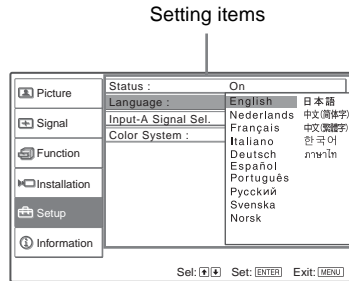 Setting items
Picture
Signal
Function
Installation
Setup
Information
Status : On
Language :
Input-A Signal Sel.
Color System :
English
Nederlands
Français
Italiano
Deutsch
Español
Português
Русский
Svenska
Norsk
日本語
中文(简体字)
中文(繁體字)
한국어
ภาษาไทย
Sel: Set: ENTER Exit: MENU